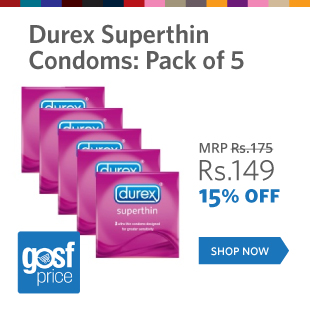 Durex Superthin
Condoms: Pack of 5
durex
durex
durex
durex
durex
superthin
MRP Rs.175
Rs.149
15% OFF
SHOP NOW
gosf
price